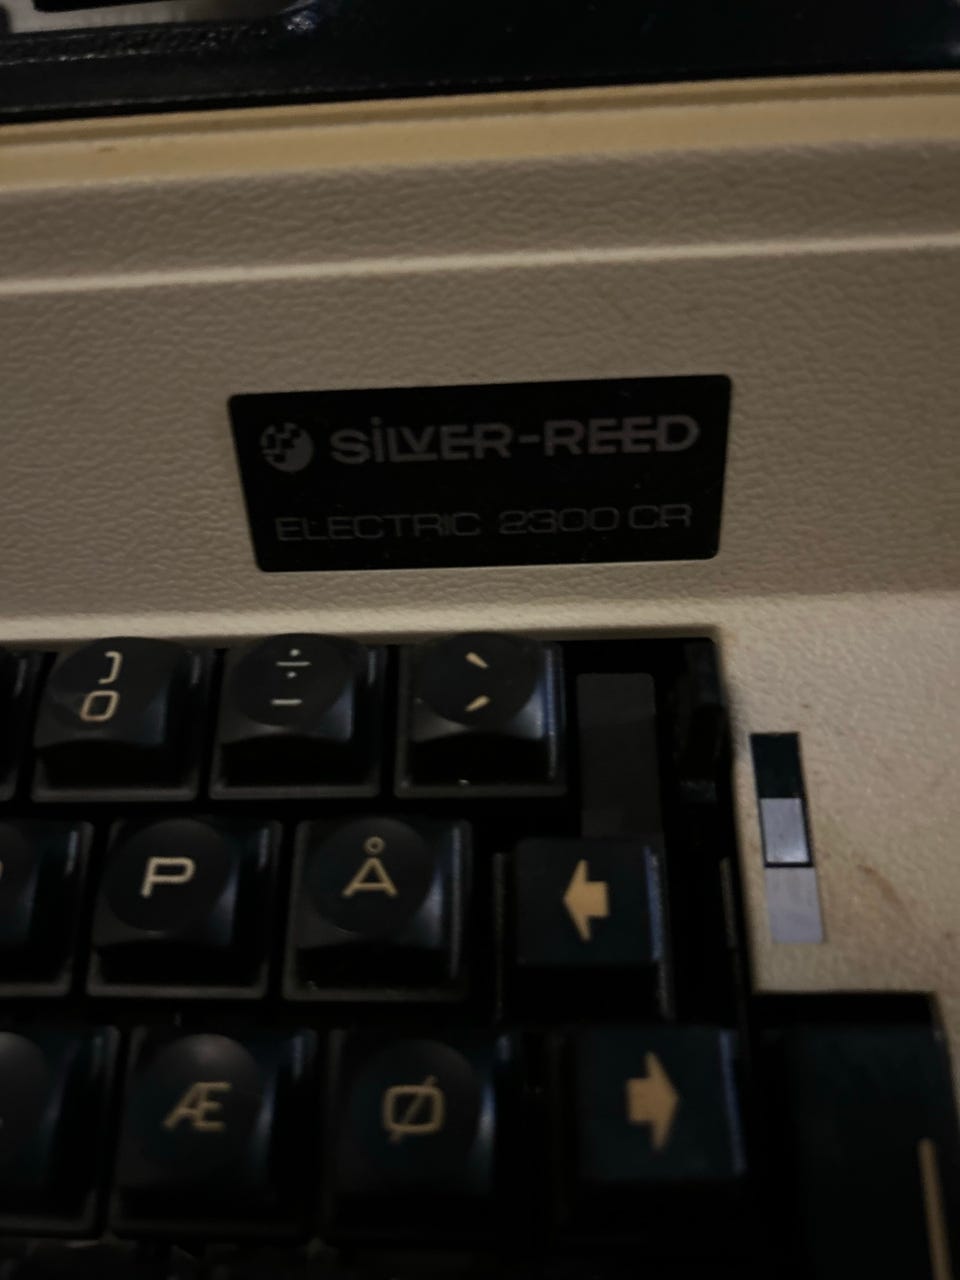 SiLVER-REED
ELECTRIC 2300 CR
) ÷ `
0 - ´
P Å
Æ Ø